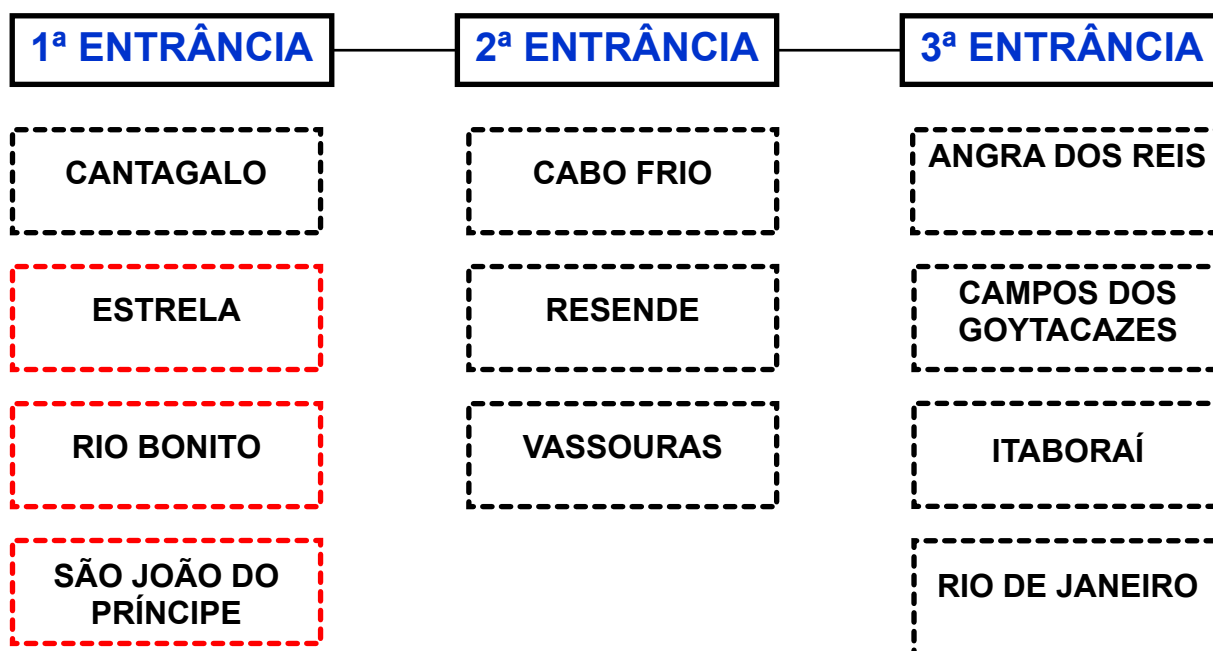 1ª ENTRÂNCIA
2ª ENTRÂNCIA
3ª ENTRÂNCIA
CANTAGALO
CABO FRIO
ANGRA DOS REIS
ESTRELA
RESENDE
CAMPOS DOS
GOYTACAZES
RIO BONITO
VASSOURAS
ITABORAÍ
SÃO JOÃO DO
PRÍNCIPE
RIO DE JANEIRO